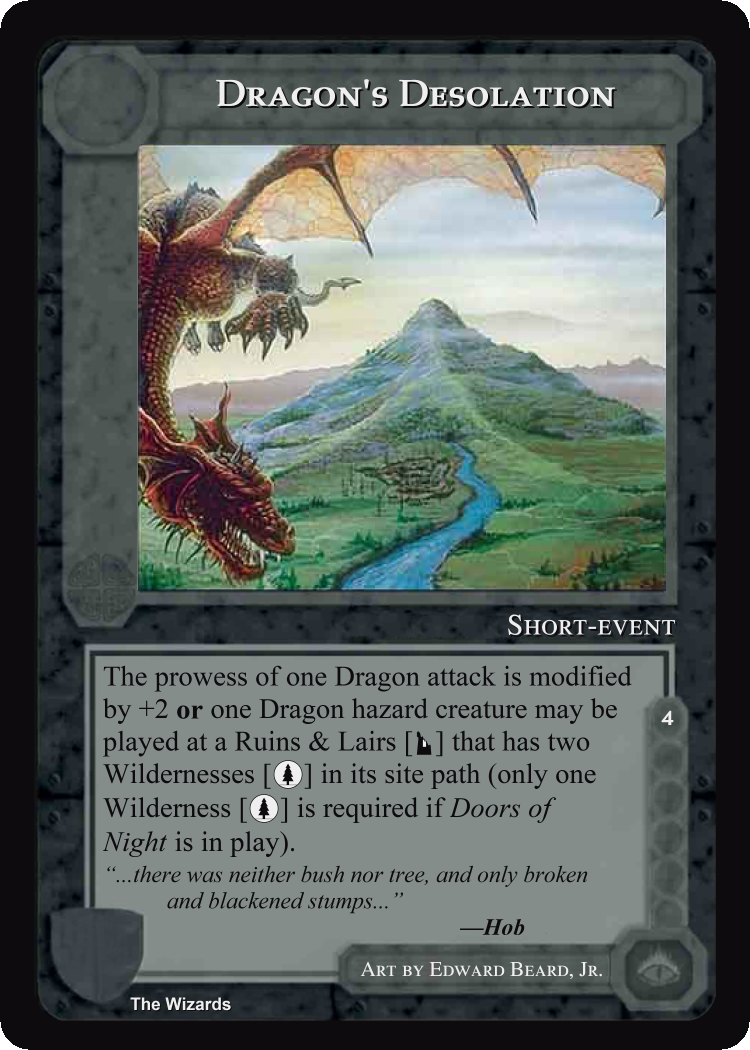 Dragon's Desolation
Short-event
The prowess of one Dragon attack is modified
by +2 or one Dragon hazard creature may be
played at a Ruins & Lairs [ ] that has two
Wildernesses [ ] in its site path (only one
Wilderness [ ] is required if Doors of
Night is in play).
4
“...there was neither bush nor tree, and only broken
and blackened stumps...”
—Hob
Art by Edward Beard, Jr.
The Wizards